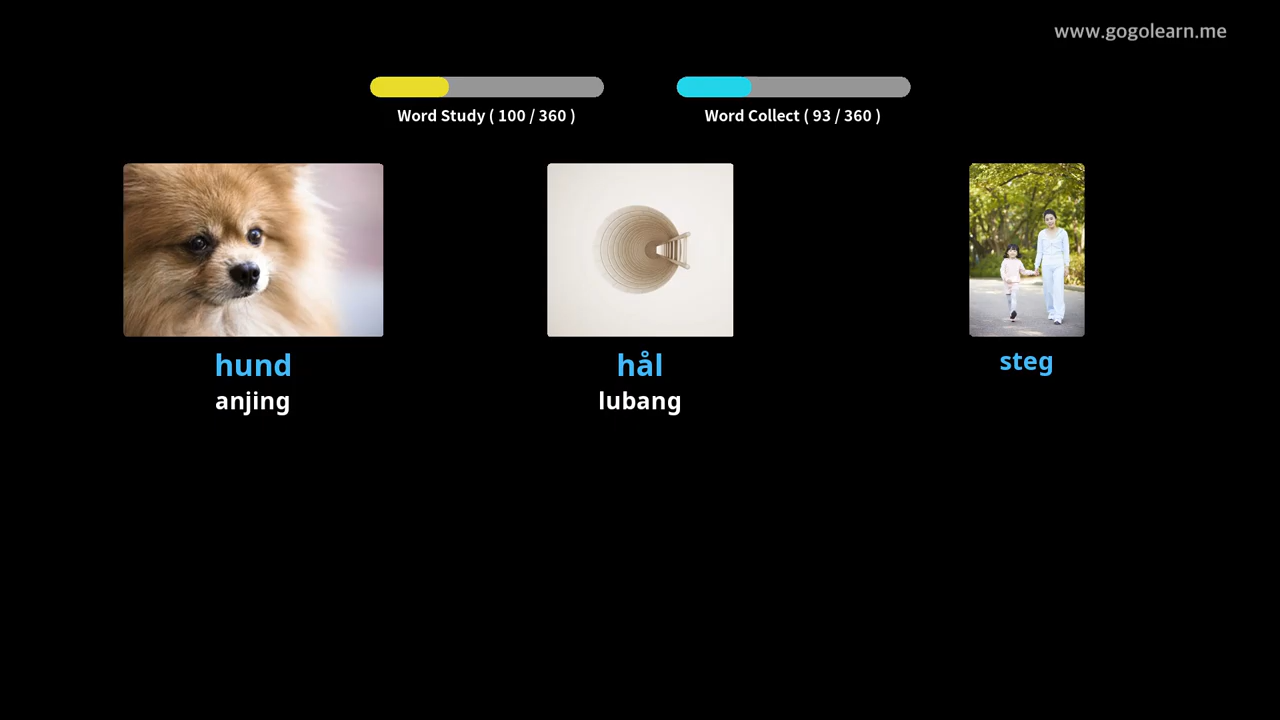 www.gogolearn.me
Word Study ( 100 / 360 )
Word Collect ( 93 / 360 )
hund
anjing
hål
lubang
steg